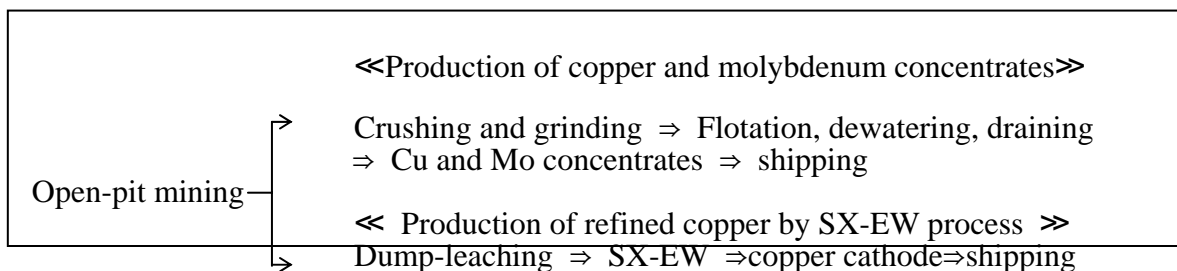 ≪Production of copper and molybdenum concentrates≫
Crushing and grinding ⇒ Flotation, dewatering, draining
⇒ Cu and Mo concentrates ⇒ shipping
Open-pit mining
≪ Production of refined copper by SX-EW process ≫
Dump-leaching ⇒ SX-EW ⇒copper cathode⇒shipping